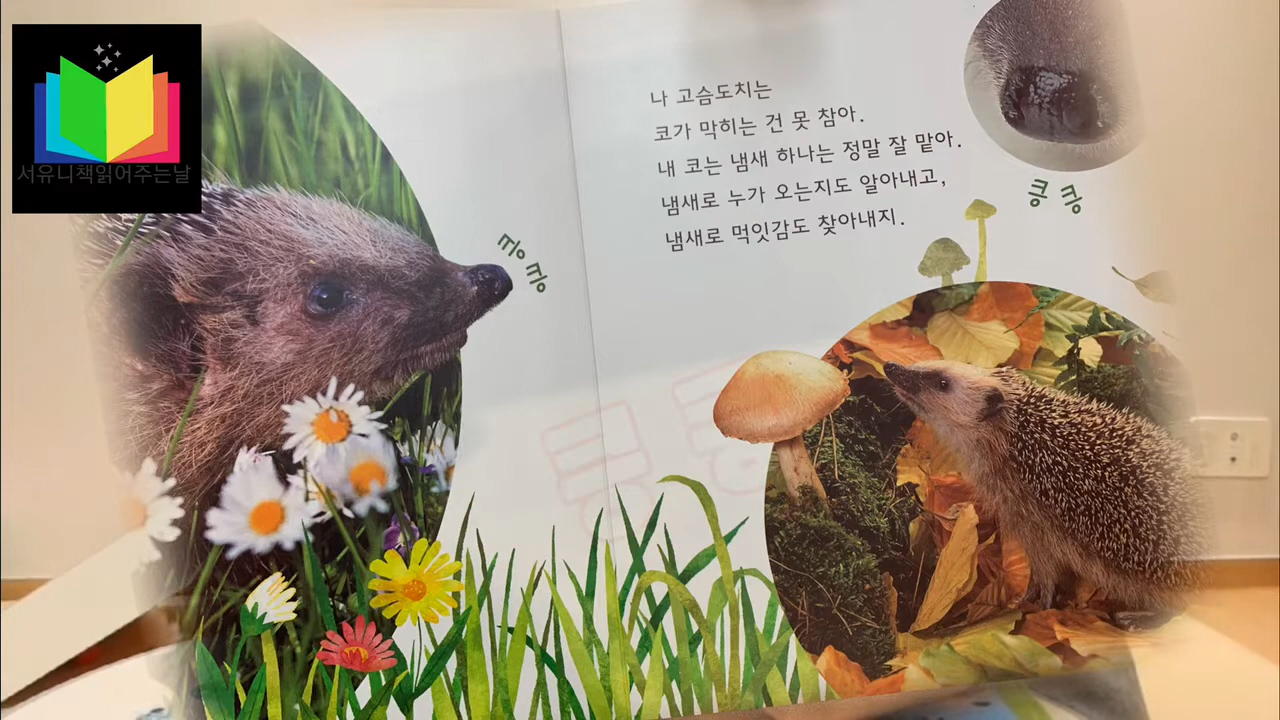 서유니책읽어주는날
나 고슴도치는
코가 막히는 건 못 참아.
내 코는 냄새 하나는 정말 잘 맡아.
냄새로 누가 오는지도 알아내고,
냄새로 먹잇감도 찾아내지.
킁킁
킁킁
킁킁